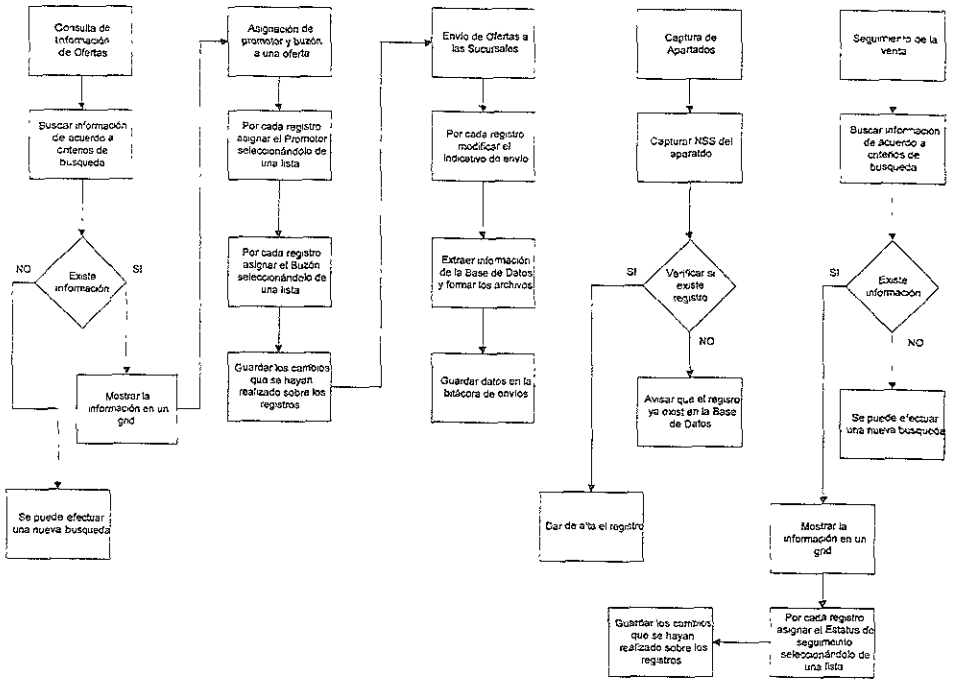 Consulta de
Información
de Ofertas
Buscar información
de acuerdo a
criterios de
busqueda
NO
Existe
información
SI
Mostrar la
información en un
grid
Se puede efectuar
una nueva busqueda
Asignación de
promotor y buzón
a una oferta
Por cada registro
asignar el Promotor
seleccionándolo de
una lista
Por cada registro
asignar el Buzón
seleccionándolo de
una lista
Guardar los cambios
que se hayan
realizado sobre los
registros
Envío de Ofertas a
las Sucursales
Por cada registro
modificar el
indicativo de envío
Extraer información
de la Base de Datos
y formar los archivos
Guardar datos en la
bitácora de envíos
Captura de
Apartados
Capturar NSS del
aparatdo
SI
Verificar si
existe
registro
NO
Avisar que el registro
ya exist en la Base
de Datos
Dar de alta el registro
Seguimiento de la
venta
Buscar información
de acuerdo a
criterios de
busqueda
SI
Existe
información
NO
Se puede efectuar
una nueva busqueda
Mostrar la
información en un
grid
Por cada registro
asignar el Estatus de
seguimento
seleccionándolo de
una lista
Guardar los cambios
que se hayan
realizado sobre los
registros